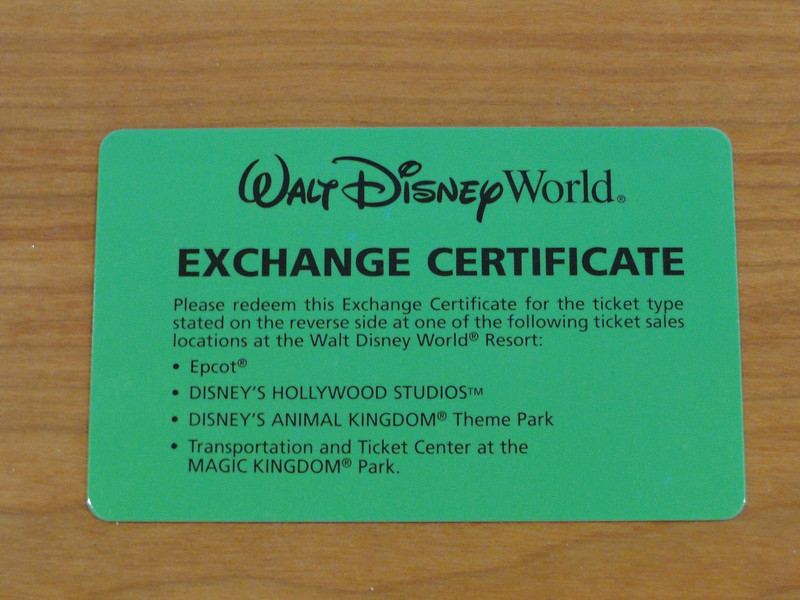 WALT DISNEY World®
EXCHANGE CERTIFICATE
Please redeem this Exchange Certificate for the ticket type
stated on the reverse side at one of the following ticket sales
locations at the Walt Disney World® Resort:
• Epcot®
• DISNEY'S HOLLYWOOD STUDIOS™
• DISNEY'S ANIMAL KINGDOM® Theme Park
• Transportation and Ticket Center at the
MAGIC KINGDOM® Park.